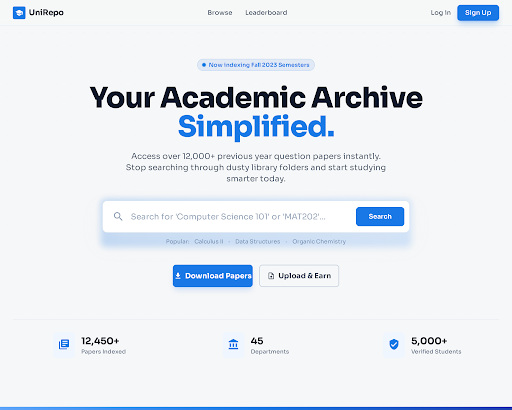 UniRepo
Browse Leaderboard
Log In Sign Up
Now Indexing Fall 2023 Semesters
Your Academic Archive
Simplified.
Access over 12,000+ previous year question papers instantly.
Stop searching through dusty library folders and start studying
smarter today.
Search for 'Computer Science 101' or 'MAT202'...
Search
Popular: Calculus II · Data Structures · Organic Chemistry
Download Papers
Upload & Earn
12,450+
Papers Indexed
45
Departments
5,000+
Verified Students